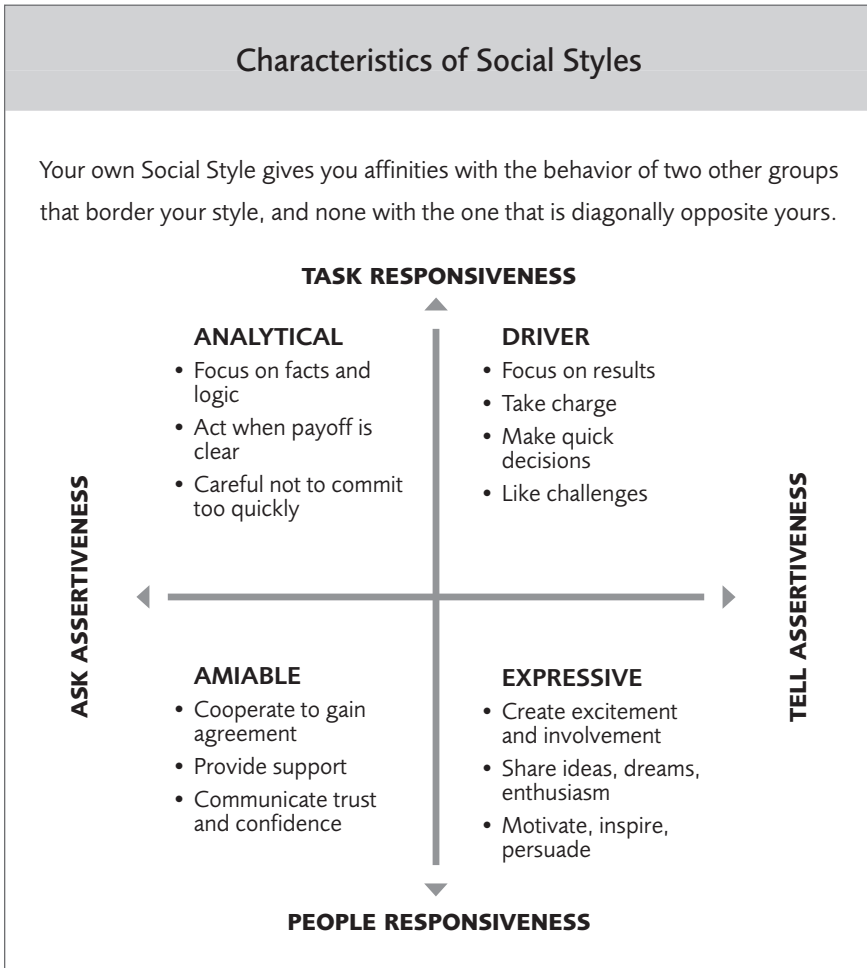 Characteristics of Social Styles
Your own Social Style gives you affinities with the behavior of two other groups
that border your style, and none with the one that is diagonally opposite yours.
TASK RESPONSIVENESS
ANALYTICAL
• Focus on facts and
logic
• Act when payoff is
clear
• Careful not to commit
too quickly
DRIVER
• Focus on results
• Take charge
• Make quick
decisions
• Like challenges
ASK ASSERTIVENESS
TELL ASSERTIVENESS
AMIABLE
• Cooperate to gain
agreement
• Provide support
• Communicate trust
and confidence
EXPRESSIVE
• Create excitement
and involvement
• Share ideas, dreams,
enthusiasm
• Motivate, inspire,
persuade
PEOPLE RESPONSIVENESS